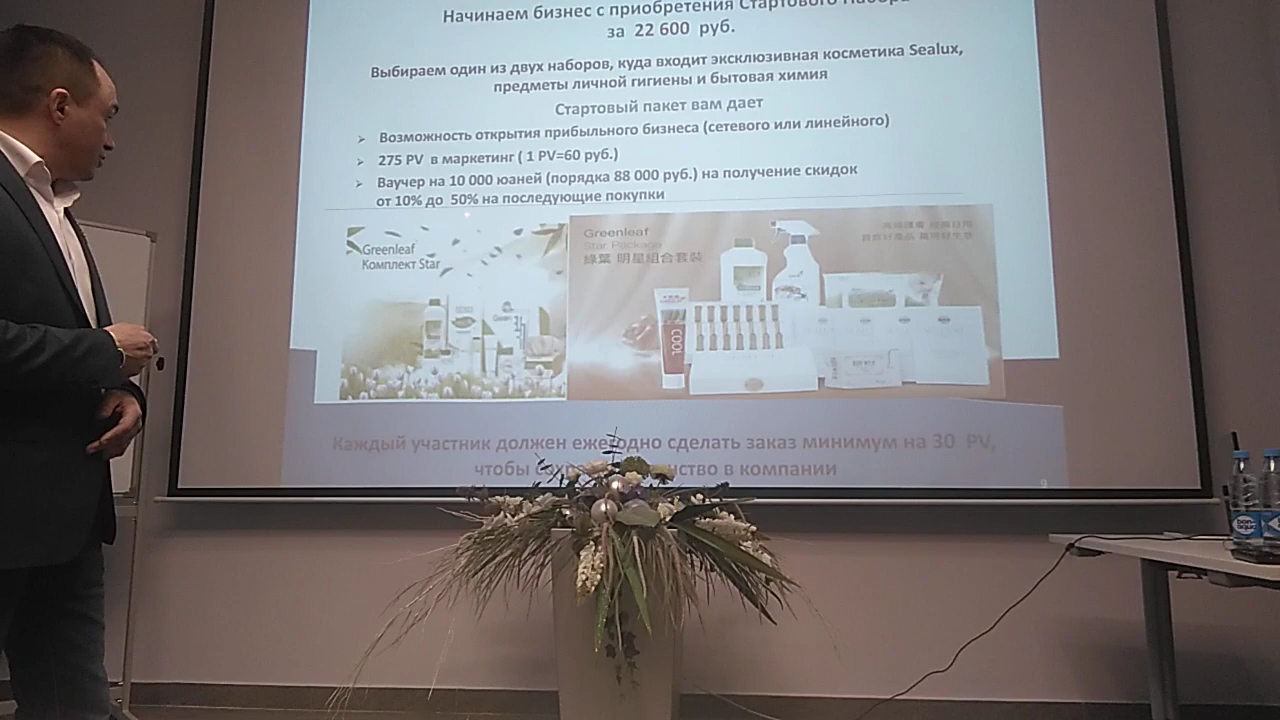 Начинаем бизнес с приобретения Стартового Набора
за 22 600 руб.
Выбираем один из двух наборов, куда входит эксклюзивная косметика Sealux,
предметы личной гигиены и бытовая химия
Стартовый пакет вам дает
Возможность открытия прибыльного бизнеса (сетевого или линейного)
275 PV в маркетинг ( 1 PV=60 руб.)
Ваучер на 10 000 юаней (порядка 88 000 руб.) на получение скидок
от 10% до 50% на последующие покупки
Greenleaf
Комплект Star
Greenleaf
Star Package
綠葉 明星組合套裝
COOL
Каждый участник должен ежегодно сделать заказ минимум на 30 PV,
чтобы в компании
9